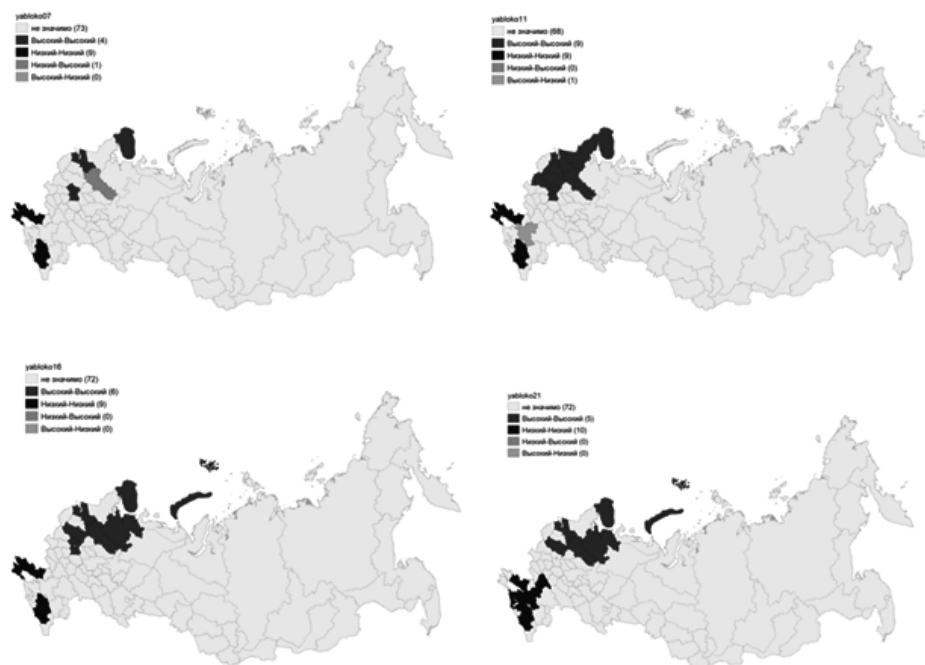 yabloko07
не значимо (73)
Высокий-Высокий (4)
Низкий-Низкий (9)
Низкий-Высокий (1)
Высокий-Низкий (0)
yabloko11
не значимо (68)
Высокий-Высокий (9)
Низкий-Низкий (9)
Низкий-Высокий (0)
Высокий-Низкий (1)
yabloko16
не значимо (72)
Высокий-Высокий (6)
Низкий-Низкий (9)
Низкий-Высокий (0)
Высокий-Низкий (0)
yabloko21
не значимо (72)
Высокий-Высокий (5)
Низкий-Низкий (10)
Низкий-Высокий (0)
Высокий-Низкий (0)